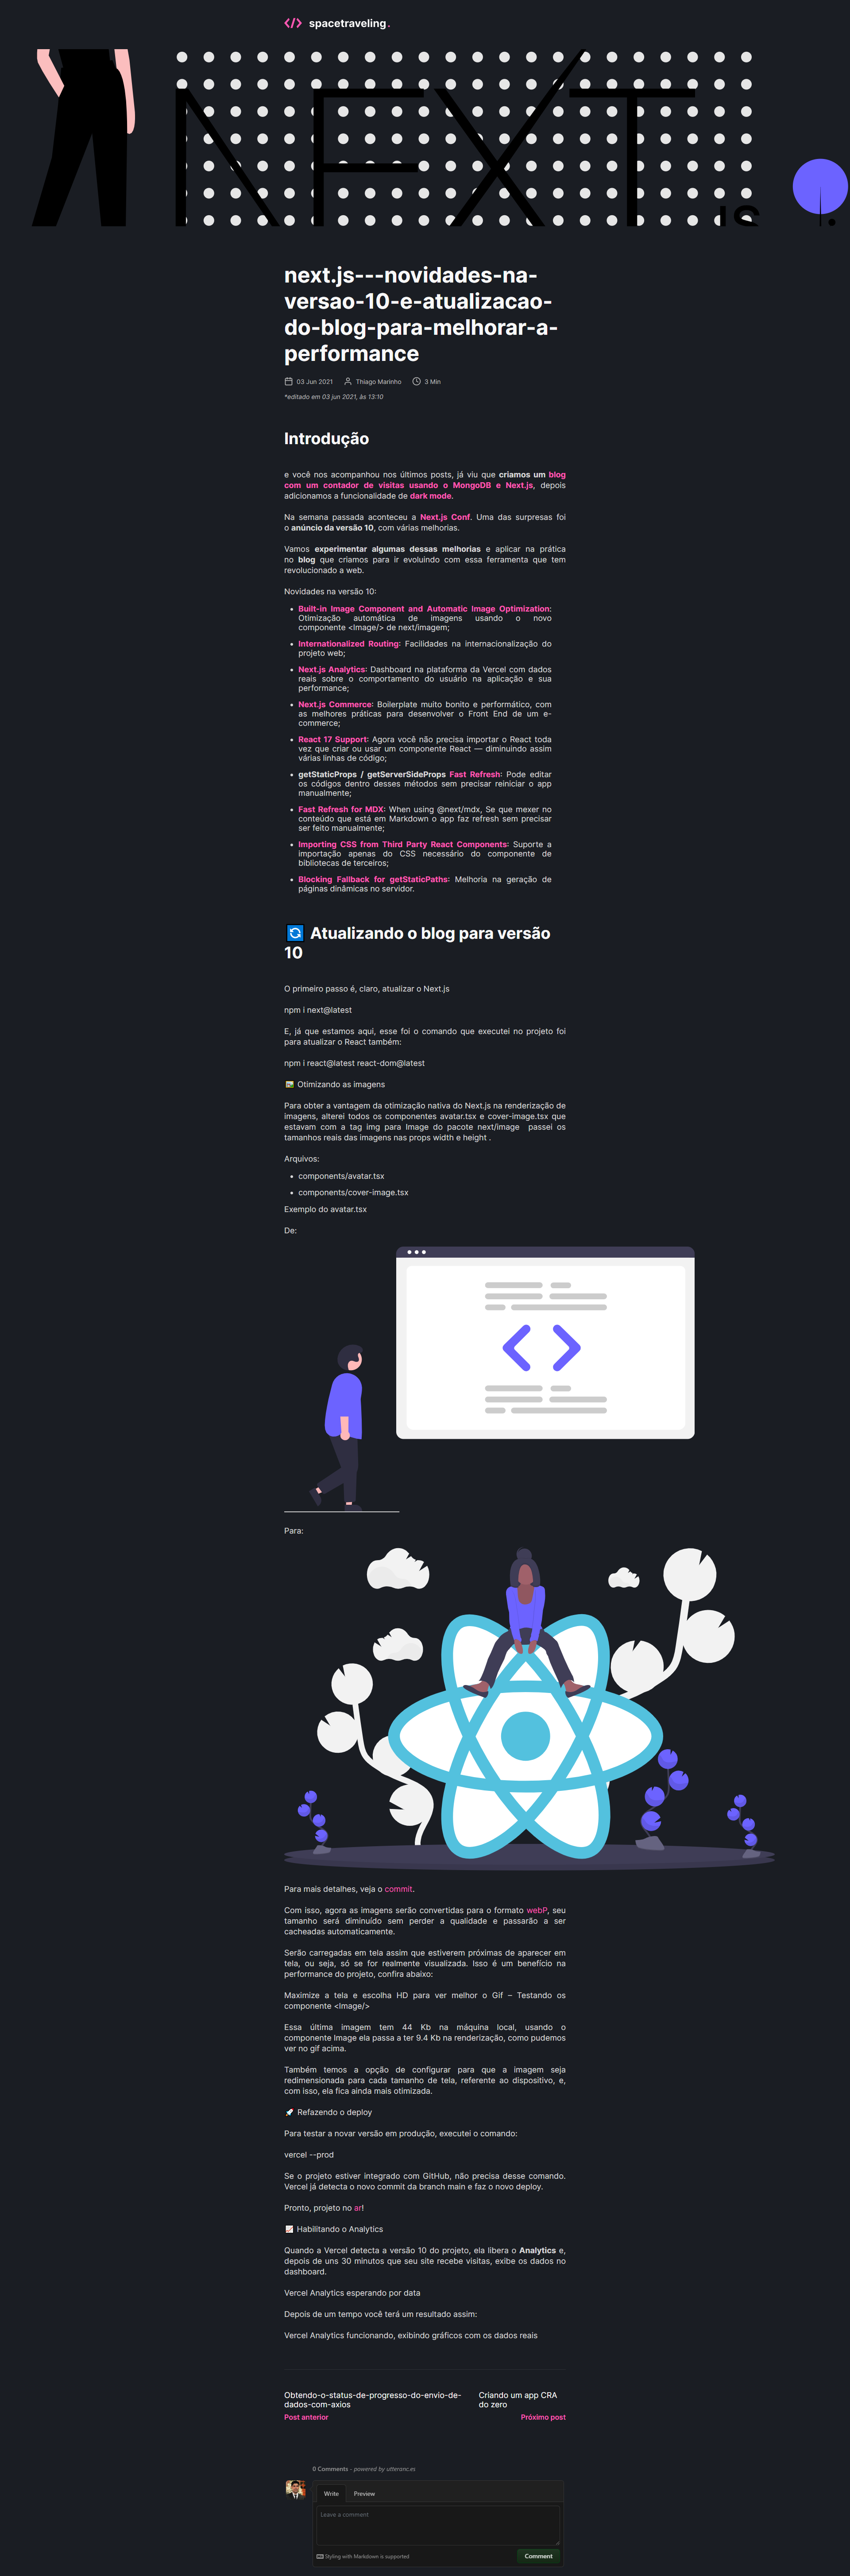 spacetraveling.
NEXT
JS
next.js---novidades-na-
versao-10-e-atualizacao-
do-blog-para-melhorar-a-
performance
03 Jun 2021 Thiago Marinho 3 Min
*editado em 03 jun 2021, às 13:10
Introdução
e você nos acompanhou nos últimos posts, já viu que criamos um blog
com um contador de visitas usando o MongoDB e Next.js, depois
adicionamos a funcionalidade de dark mode.
Na semana passada aconteceu a Next.js Conf. Uma das surpresas foi
o anúncio da versão 10, com várias melhorias.
Vamos experimentar algumas dessas melhorias e aplicar na prática
no blog que criamos para ir evoluindo com essa ferramenta que tem
revolucionado a web.
Novidades na versão 10:
• Built-in Image Component and Automatic Image Optimization:
Otimização automática de imagens usando o novo
componente <Image/> de next/imagem;
• Internationalized Routing: Facilidades na internacionalização do
projeto web;
• Next.js Analytics: Dashboard na plataforma da Vercel com dados
reais sobre o comportamento do usuário na aplicação e sua
performance;
• Next.js Commerce: Boilerplate muito bonito e performático, com
as melhores práticas para desenvolver o Front End de um e-
commerce;
• React 17 Support: Agora você não precisa importar o React toda
vez que criar ou usar um componente React — diminuindo assim
várias linhas de código;
• getStaticProps / getServerSideProps Fast Refresh: Pode editar
os códigos dentro desses métodos sem precisar reiniciar o app
manualmente;
• Fast Refresh for MDX: When using @next/mdx, Se que mexer no
conteúdo que está em Markdown o app faz refresh sem precisar
ser feito manualmente;
• Importing CSS from Third Party React Components: Suporte a
importação apenas do CSS necessário do componente de
bibliotecas de terceiros;
• Blocking Fallback for getStaticPaths: Melhoria na geração de
páginas dinâmicas no servidor.
🔄 Atualizando o blog para versão
10
O primeiro passo é, claro, atualizar o Next.js
npm i next@latest
E, já que estamos aqui, esse foi o comando que executei no projeto foi
para atualizar o React também:
npm i react@latest react-dom@latest
Otimizando as imagens
Para obter a vantagem da otimização nativa do Next.js na renderização de
imagens, alterei todos os componentes avatar.tsx e cover-image.tsx que
estavam com a tag img para Image do pacote next/image passei os
tamanhos reais das imagens nas props width e height .
Arquivos:
• components/avatar.tsx
• components/cover-image.tsx
Exemplo do avatar.tsx
De:
Para:
Para mais detalhes, veja o commit.
Com isso, agora as imagens serão convertidas para o formato webP, seu
tamanho será diminuído sem perder a qualidade e passarão a ser
cacheadas automaticamente.
Serão carregadas em tela assim que estiverem próximas de aparecer em
tela, ou seja, só se for realmente visualizada. Isso é um benefício na
performance do projeto, confira abaixo:
Maximize a tela e escolha HD para ver melhor o Gif – Testando os
componente <Image/>
Essa última imagem tem 44 Kb na máquina local, usando o
componente Image ela passa a ter 9.4 Kb na renderização, como pudemos
ver no gif acima.
Também temos a opção de configurar para que a imagem seja
redimensionada para cada tamanho de tela, referente ao dispositivo, e,
com isso, ela fica ainda mais otimizada.
🚀 Refazendo o deploy
Para testar a novar versão em produção, executei o comando:
vercel --prod
Se o projeto estiver integrado com GitHub, não precisa desse comando.
Vercel já detecta o novo commit da branch main e faz o novo deploy.
Pronto, projeto no ar!
📈 Habilitando o Analytics
Quando a Vercel detecta a versão 10 do projeto, ela libera o Analytics e,
depois de uns 30 minutos que seu site recebe visitas, exibe os dados no
dashboard.
Vercel Analytics esperando por data
Depois de um tempo você terá um resultado assim:
Vercel Analytics funcionando, exibindo gráficos com os dados reais
Obtendo-o-status-de-progresso-do-envio-de-
dados-com-axios
Post anterior
Criando um app CRA
do zero
Próximo post
0 Comments - powered by utteranc.es
Write Preview
Leave a comment
Styling with Markdown is supported
Comment